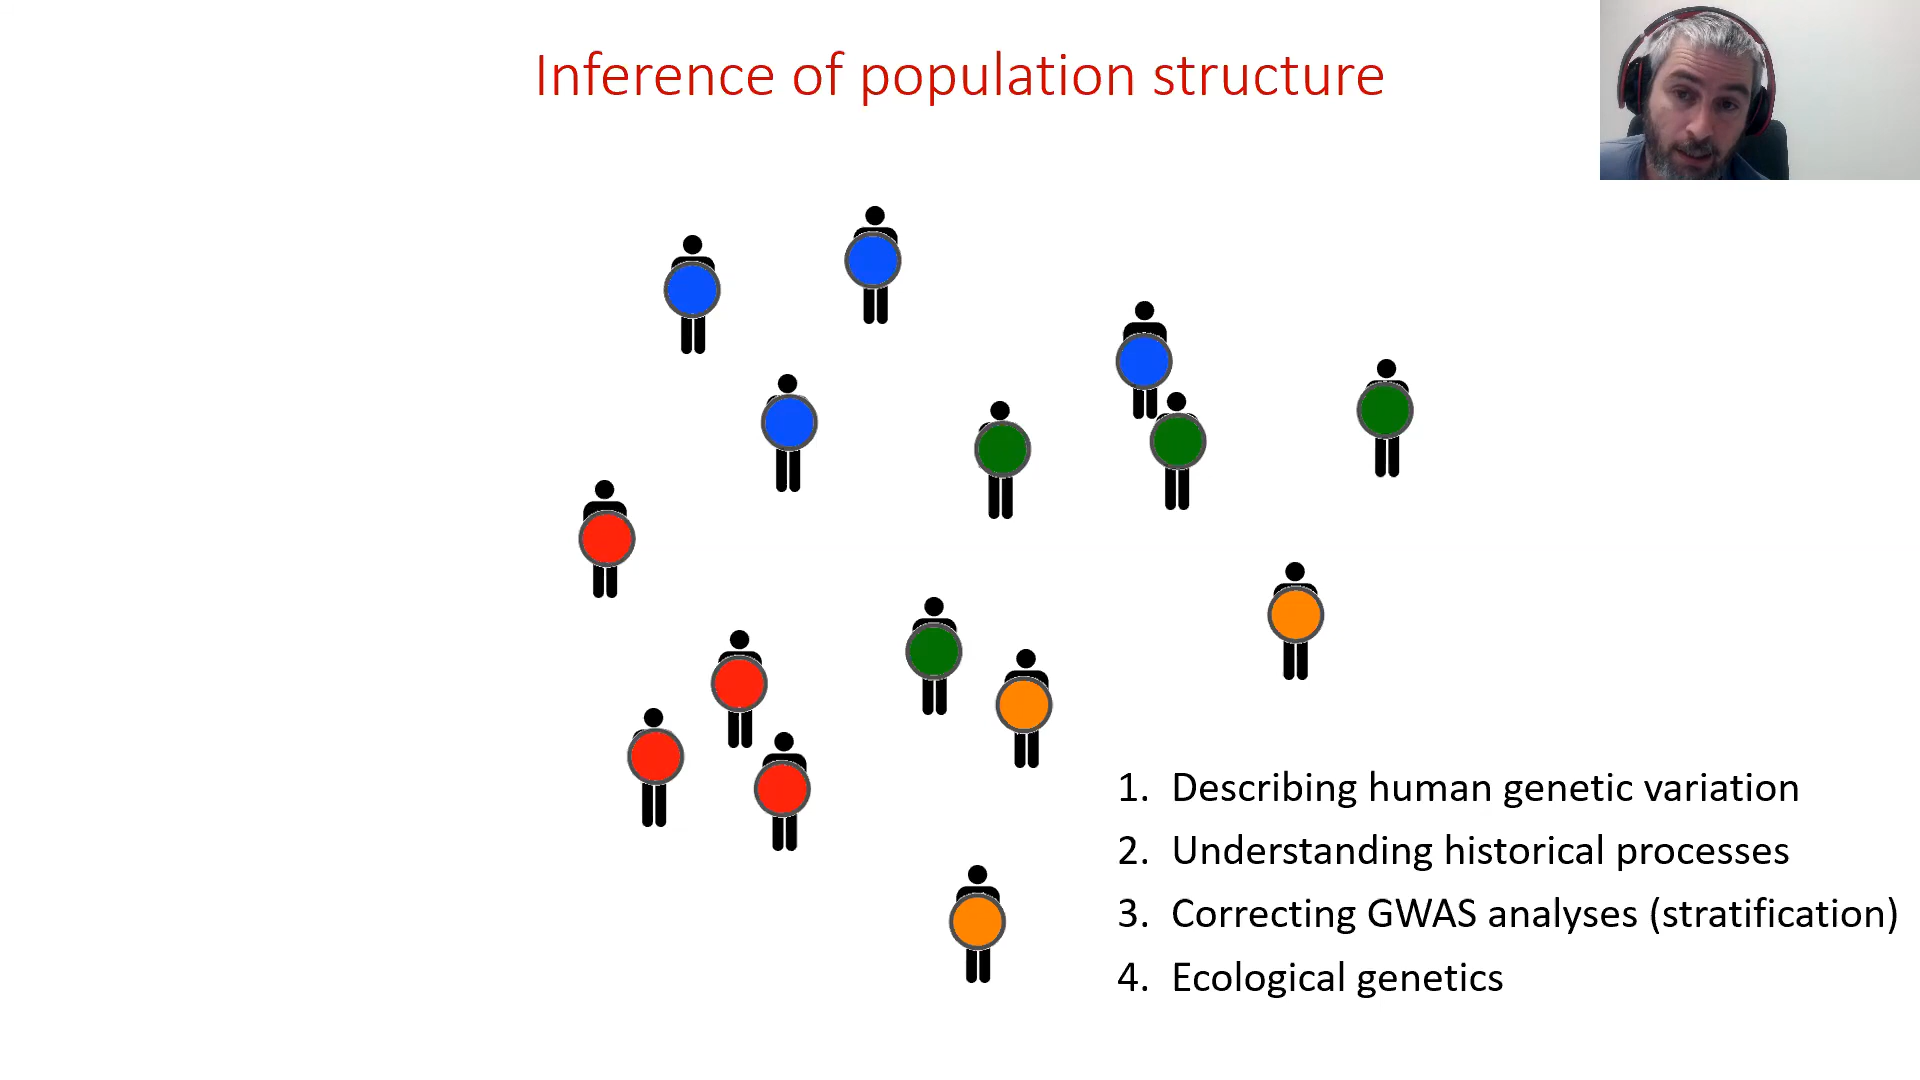 Inference of population structure
1. Describing human genetic variation
2. Understanding historical processes
3. Correcting GWAS analyses (stratification)
4. Ecological genetics